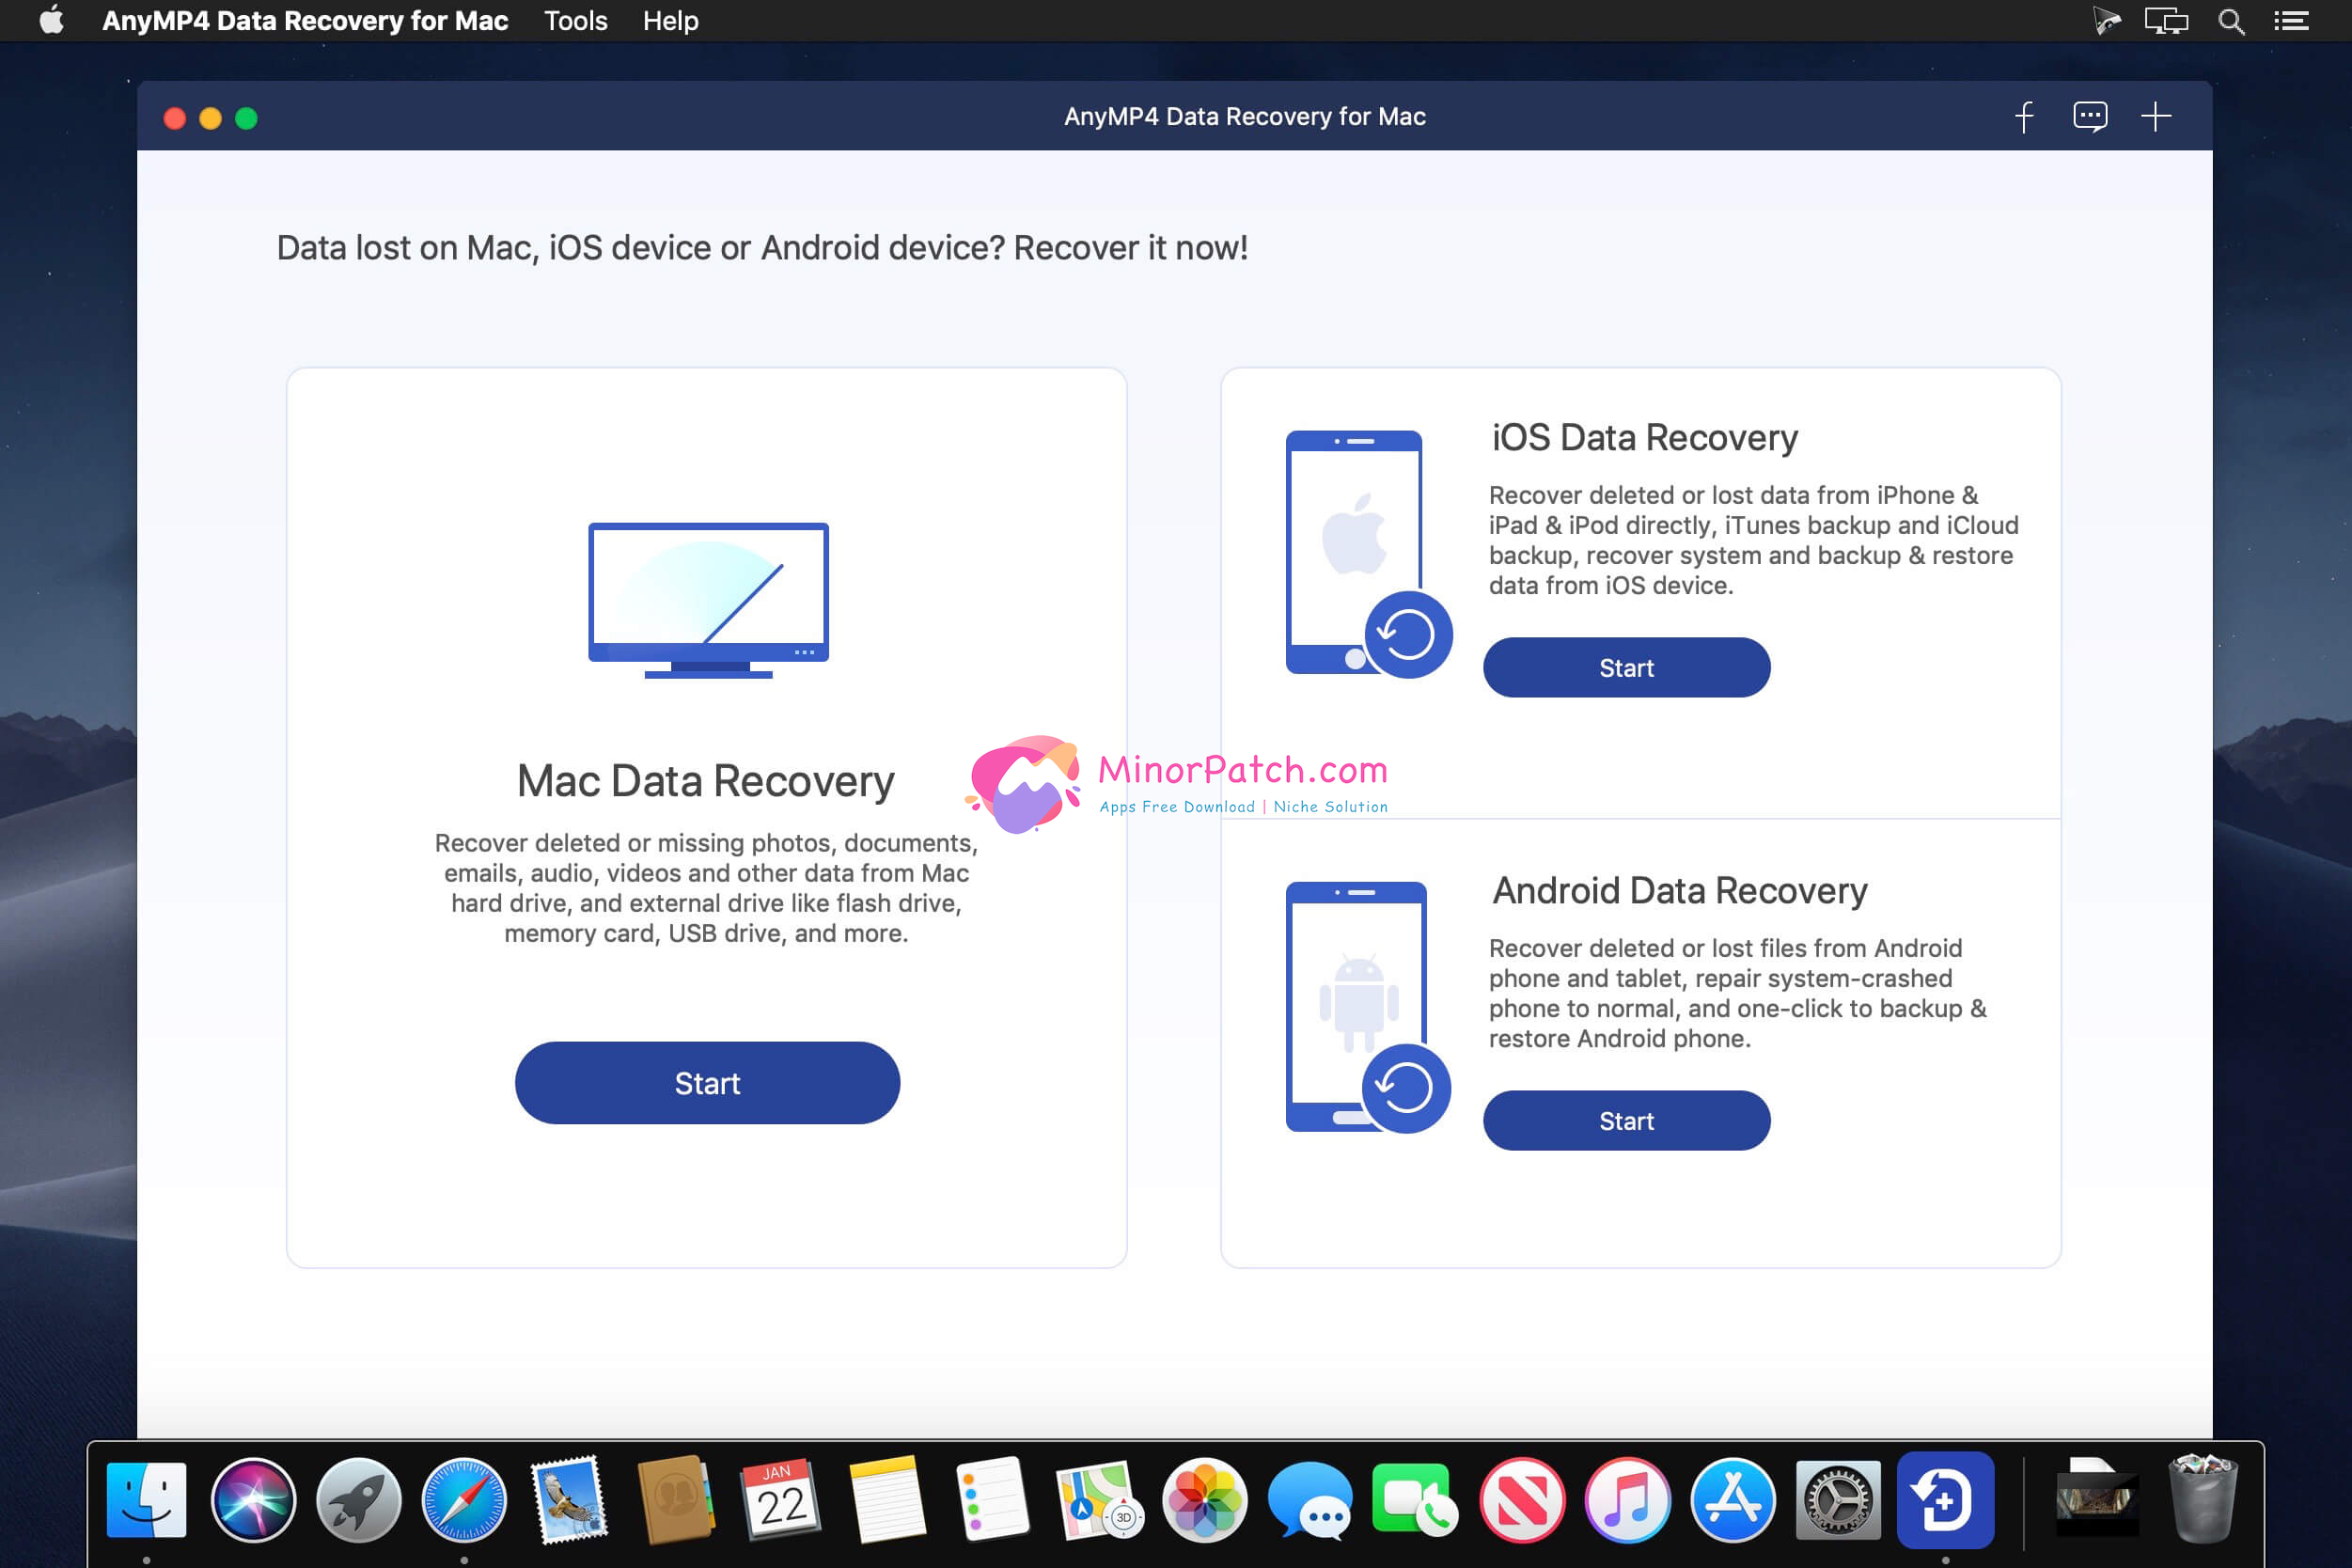 AnyMP4 Data Recovery for Mac Tools Help
AnyMP4 Data Recovery for Mac
Data lost on Mac, iOS device or Android device? Recover it now!
Mac Data Recovery
Recover deleted or missing photos, documents,
emails, audio, videos and other data from Mac
hard drive, and external drive like flash drive,
memory card, USB drive, and more.
Start
iOS Data Recovery
Recover deleted or lost data from iPhone &
iPad & iPod directly, iTunes backup and iCloud
backup, recover system and backup & restore
data from iOS device.
Start
MinorPatch.com
Apps Free Download | Niche Solution
Android Data Recovery
Recover deleted or lost files from Android
phone and tablet, repair system-crashed
phone to normal, and one-click to backup &
restore Android phone.
Start
JAN
22
3D